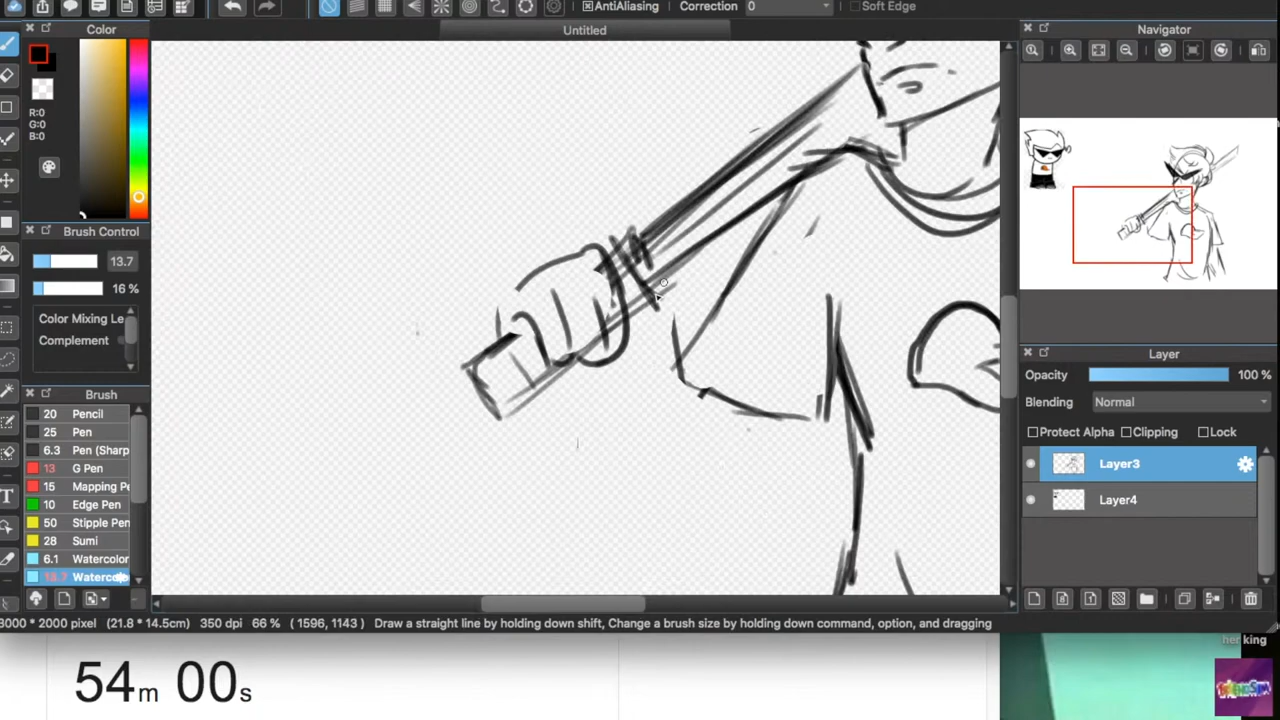 AntiAliasing Correction 0 Soft Edge
Color
Untitled
Navigator
R:0
G:0
B:0
Brush Control
13.7
16 %
Color Mixing Le
Complement
Brush
20 Pencil
25 Pen
6.3 Pen (Sharp
13 G Pen
15 Mapping Pe
10 Edge Pen
50 Stipple Pen
28 Sumi
6.1 Watercolor
Layer
Opacity 100 %
Blending Normal
Protect Alpha Clipping Lock
Layer3
Layer4
3000 * 2000 pixel (21.8 * 14.5cm) 350 dpi 66 % ( 1596, 1143 ) Draw a straight line by holding down shift, Change a brush size by holding down command, option, and dragging
her king
54m 00s